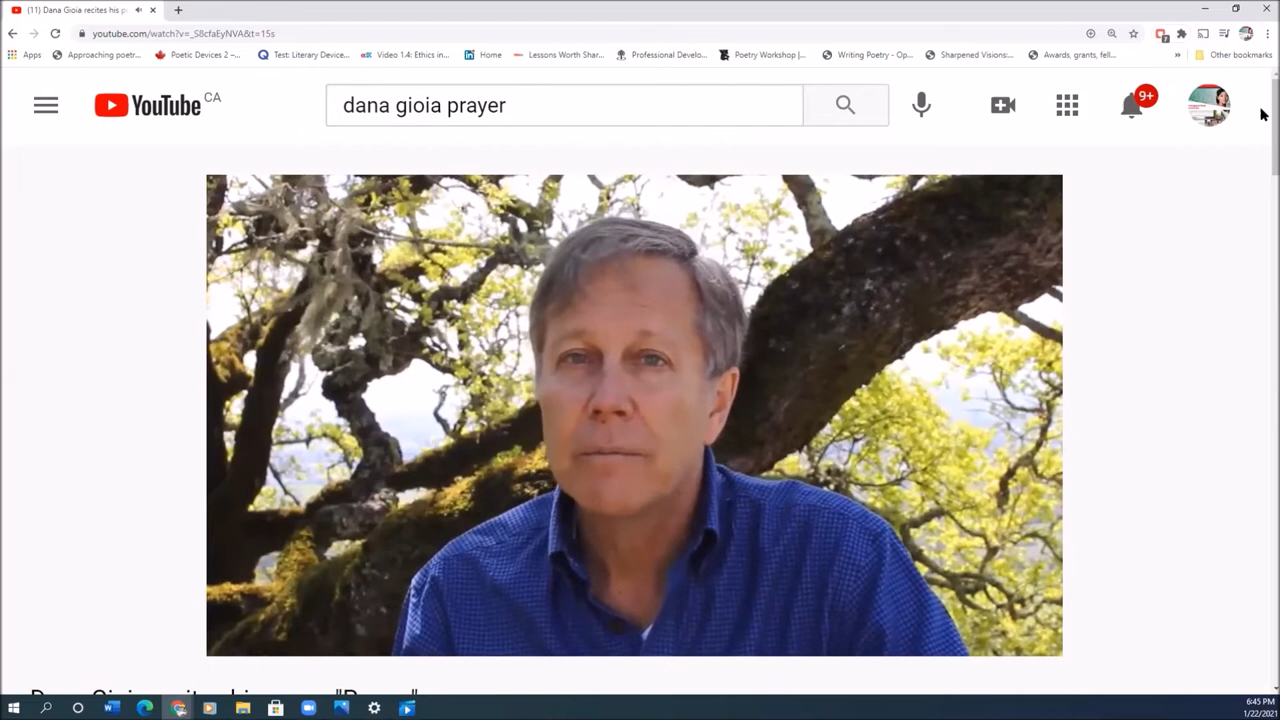 (11) Dana Gioia recites his p
youtube.com/watch?v=_S8cfaEyNVA&t=15s
Apps Approaching poetr... Poetic Devices 2 –... Test: Literary Device... Video 1.4: Ethics in... Home Lessons Worth Shar... Professional Develo... Poetry Workshop |... Writing Poetry - Op... Sharpened Visions:... Awards, grants, fell... » Other bookmarks
YouTube CA
dana gioia prayer
9+
6:45 PM
1/22/2021